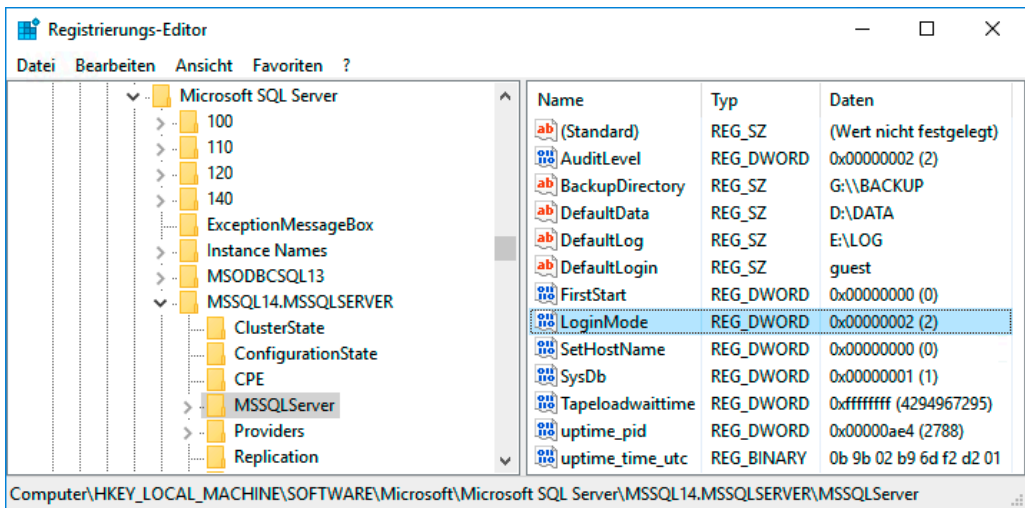 Registrierungs-Editor
Datei Bearbeiten Ansicht Favoriten ?
Microsoft SQL Server
100
110
120
140
ExceptionMessageBox
Instance Names
MSODBCSQL13
MSSQL14.MSSQLSERVER
ClusterState
ConfigurationState
CPE
MSSQLServer
Providers
Replication
Name Typ Daten
(Standard) REG_SZ (Wert nicht festgelegt)
AuditLevel REG_DWORD 0x00000002 (2)
BackupDirectory REG_SZ G:\\BACKUP
DefaultData REG_SZ D:\DATA
DefaultLog REG_SZ E:\LOG
DefaultLogin REG_SZ guest
FirstStart REG_DWORD 0x00000000 (0)
LoginMode REG_DWORD 0x00000002 (2)
SetHostName REG_DWORD 0x00000000 (0)
SysDb REG_DWORD 0x00000001 (1)
Tapeloadwaittime REG_DWORD 0xffffffff (4294967295)
uptime_pid REG_DWORD 0x00000ae4 (2788)
uptime_time_utc REG_BINARY 0b 9b 02 b9 6d f2 d2 01
Computer\HKEY_LOCAL_MACHINE\SOFTWARE\Microsoft\Microsoft SQL Server\MSSQL14.MSSQLSERVER\MSSQLServer